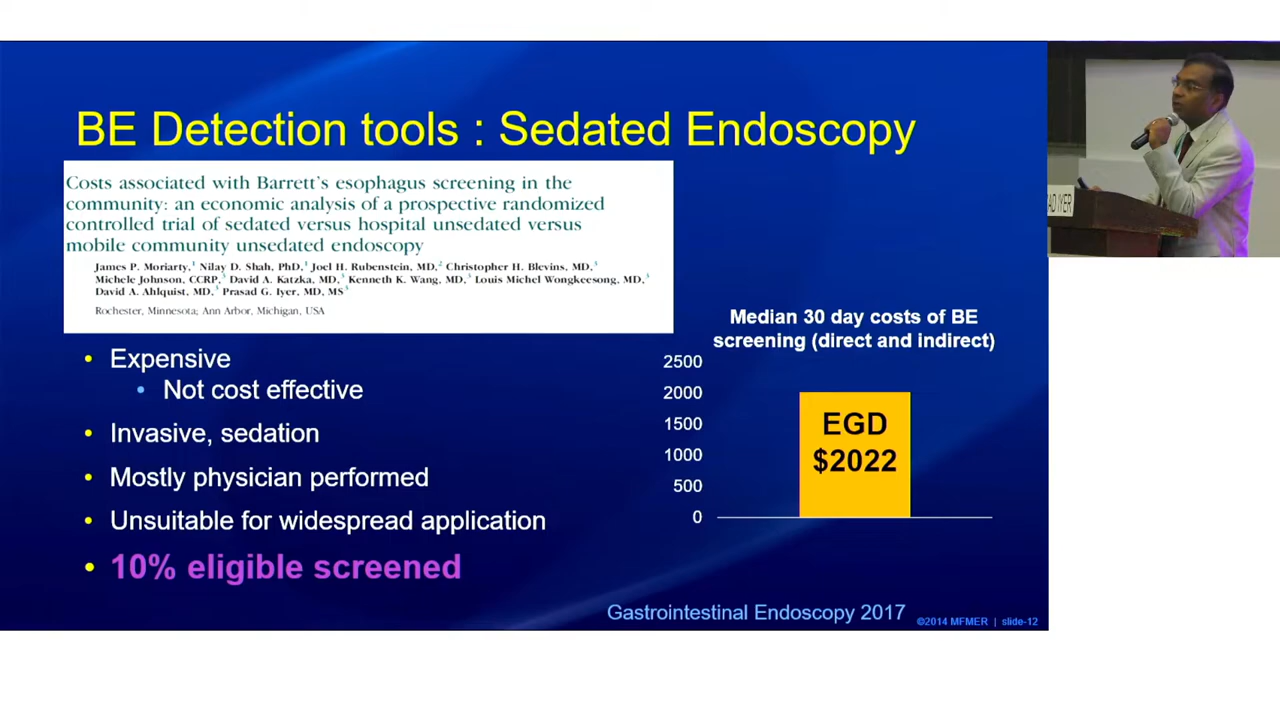 BE Detection tools : Sedated Endoscopy
Costs associated with Barrett's esophagus screening in the
community: an economic analysis of a prospective randomized
controlled trial of sedated versus hospital unsedated versus
mobile community unsedated endoscopy
James P. Moriarty,1 Nilay D. Shah, PhD,1 Joel H. Rubenstein, MD,2 Christopher H. Blevins, MD,3
Michele Johnson, CCRP,3 David A. Katzka, MD,3 Kenneth K. Wang, MD,3 Louis Michel Wongkeesong, MD,3
David A. Ahlquist, MD,3 Prasad G. Iyer, MD, MS3
Rochester, Minnesota; Ann Arbor, Michigan, USA
• Expensive
• Not cost effective
• Invasive, sedation
• Mostly physician performed
• Unsuitable for widespread application
• 10% eligible screened
Median 30 day costs of BE
screening (direct and indirect)
2500
2000
1500
1000
500
0
EGD
$2022
Gastrointestinal Endoscopy 2017
©2014 MFMER | slide-12
AD IYER